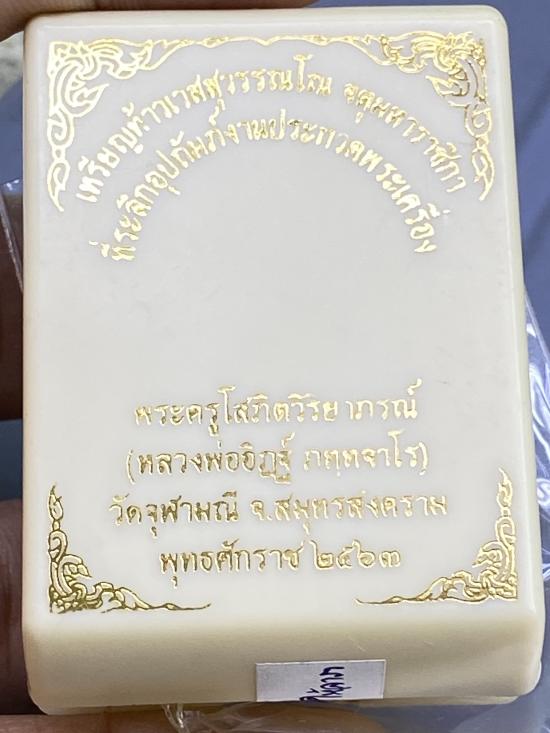 เหรียญท้าวเวสสุวรรณโณ จตุมหาราชิกา
ที่ระลึกอุปถัมภ์งานประกวดพระเครื่อง
พระครูโสภิตวิริยาภรณ์
(หลวงพ่ออิฏฐ์ ภทฺทจาโร)
วัดจุฬามณี จ.สมุทรสงคราม
พุทธศักราช ๒๕๖๓